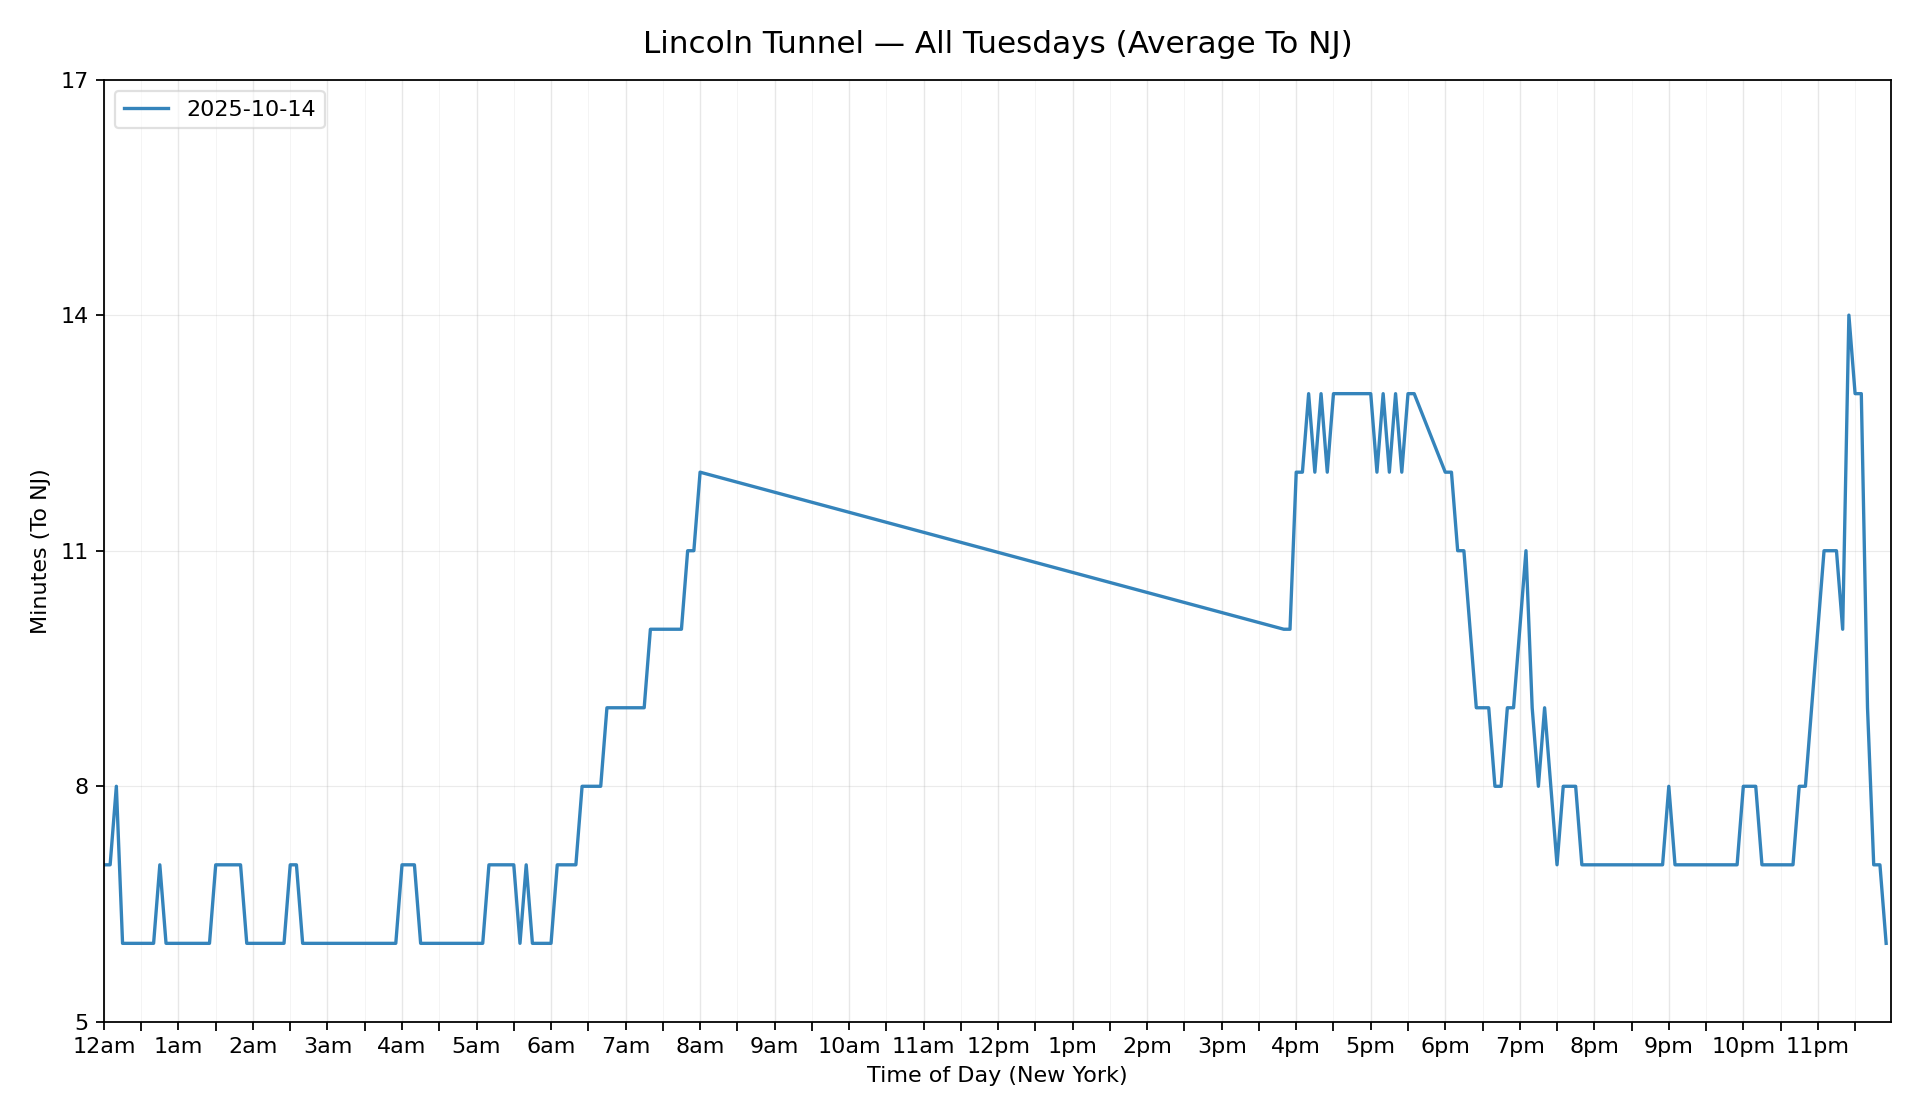 Lincoln Tunnel — All Tuesdays (Average To NJ)
2025-10-14
17
14
11
8
5
Minutes (To NJ)
12am 1am 2am 3am 4am 5am 6am 7am 8am 9am 10am 11am 12pm 1pm 2pm 3pm 4pm 5pm 6pm 7pm 8pm 9pm 10pm 11pm
Time of Day (New York)